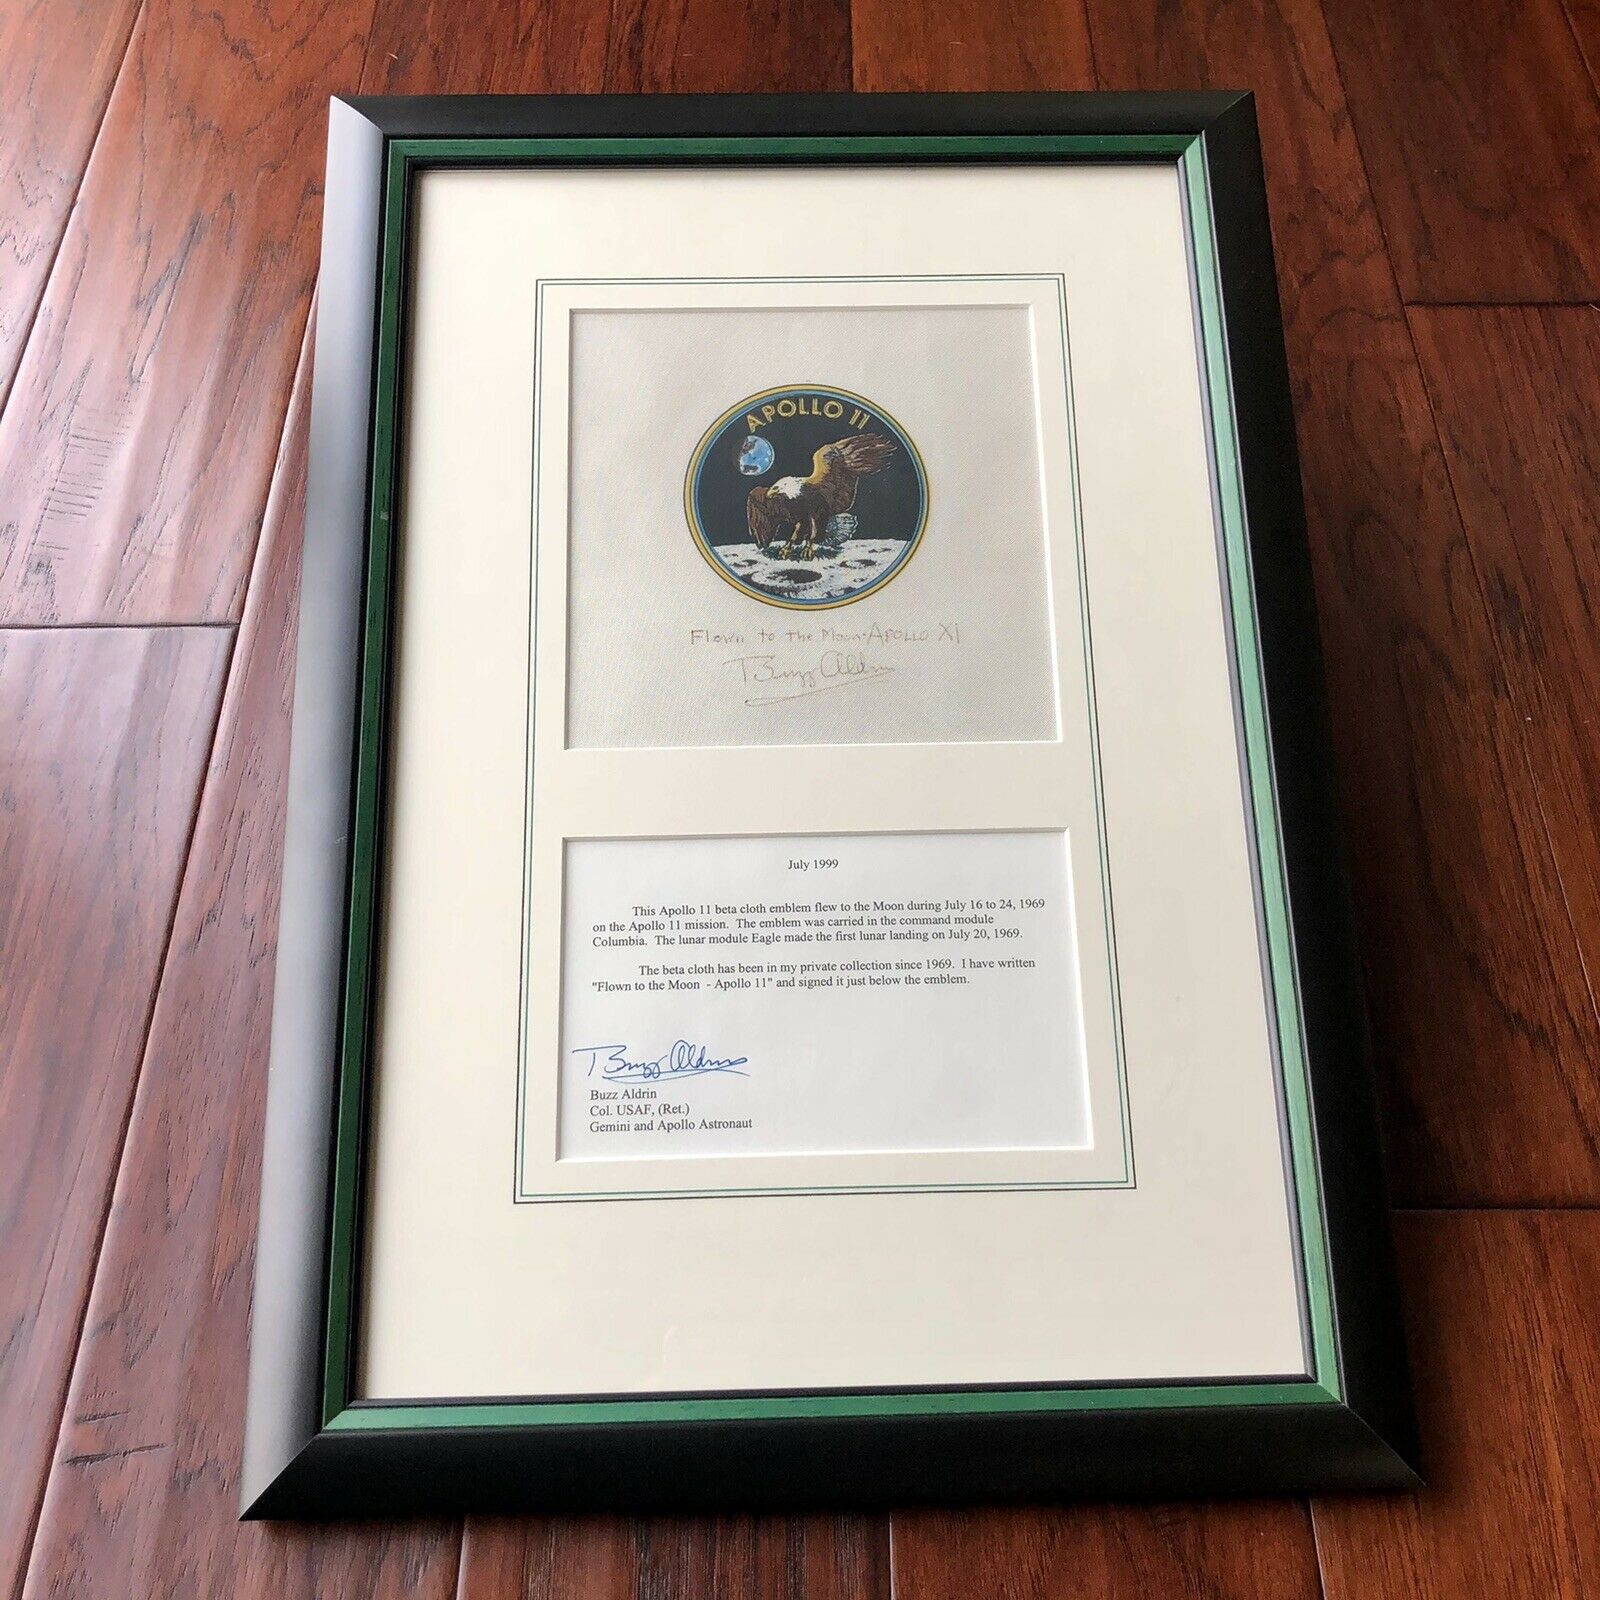 APOLLO 11
Flown to the Moon-APOLLO XI
Buzz Aldrin
July 1999
This Apollo 11 beta cloth emblem flew to the Moon during July 16 to 24, 1969
on the Apollo 11 mission. The emblem was carried in the command module
Columbia. The lunar module Eagle made the first lunar landing on July 20, 1969.
The beta cloth has been in my private collection since 1969. I have written
"Flown to the Moon - Apollo 11" and signed it just below the emblem.
Buzz Aldrin
Buzz Aldrin
Col. USAF, (Ret.)
Gemini and Apollo Astronaut